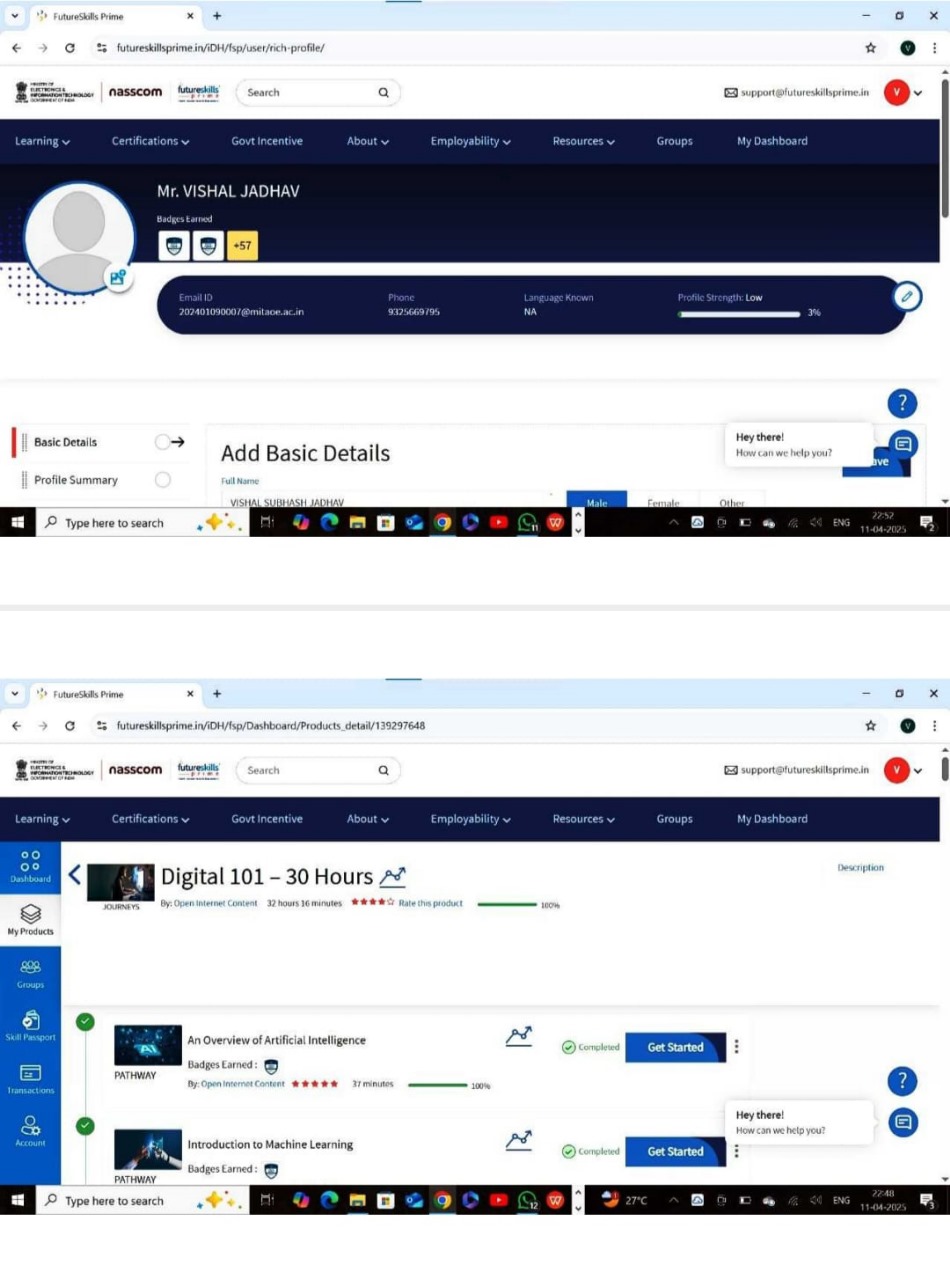 FutureSkills Prime
futureskillsprime.in/iDH/fsp/user/rich-profile/
V
MINISTRY OF
ELECTRONICS &
INFORMATION TECHNOLOGY
GOVERNMENT OF INDIA
nasscom
futureskills
prime
Search
support@futureskillsprime.in
V
Learning
Certifications
Govt Incentive
About
Employability
Resources
Groups
My Dashboard
Mr. VISHAL JADHAV
Badges Earned
+57
Email ID
Phone
Language Known
Profile Strength: Low
202401090007@mitaoe.ac.in
9325669795
NA
3%
?
Basic Details
Profile Summary
Add Basic Details
Full Name
VISHAL SUBHASH JADHAV
Male
Female
Other
Hey there!
How can we help you?
ave
Type here to search
11
ENG
22:52
11-04-2025
2
FutureSkills Prime
futureskillsprime.in/iDH/fsp/Dashboard/Products_detail/139297648
V
MINISTRY OF
ELECTRONICS &
INFORMATION TECHNOLOGY
GOVERNMENT OF INDIA
nasscom
futureskills
prime
Search
support@futureskillsprime.in
V
Learning
Certifications
Govt Incentive
About
Employability
Resources
Groups
My Dashboard
Dashboard
My Products
Groups
Skill Passport
Transactions
Account
JOURNEYS
Digital 101 – 30 Hours
By: Open Internet Content 32 hours 16 minutes Rate this product 100%
Description
AI
PATHWAY
An Overview of Artificial Intelligence
Badges Earned :
By: Open Internet Content 37 minutes 100%
Completed
Get Started
PATHWAY
Introduction to Machine Learning
Badges Earned :
Completed
Get Started
?
Hey there!
How can we help you?
Type here to search
12
27°C
ENG
22:48
11-04-2025
3